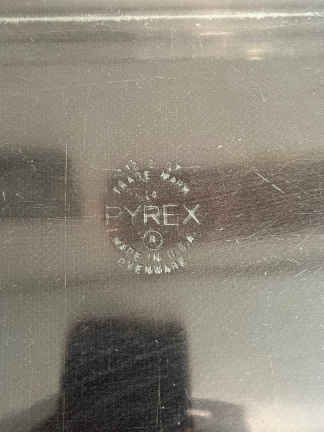 TRADE MARK
PYREX
®
MADE IN U.S.A.
OVENWARE